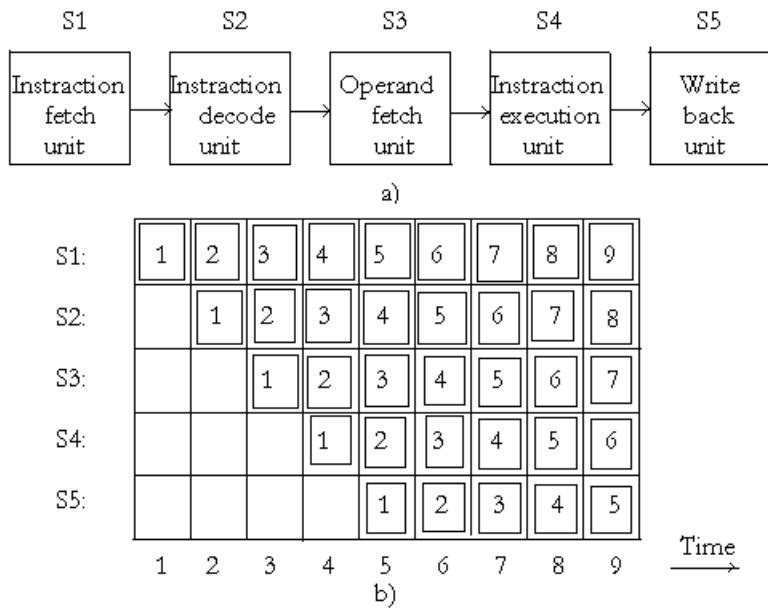 S1 S2 S3 S4 S5
Instraction fetch unit
Instraction decode unit
Operand fetch unit
Instraction execution unit
Write back unit
a)
S1: 1 2 3 4 5 6 7 8 9
S2: 1 2 3 4 5 6 7 8
S3: 1 2 3 4 5 6 7
S4: 1 2 3 4 5 6
S5: 1 2 3 4 5
1 2 3 4 5 6 7 8 9 Time
b)